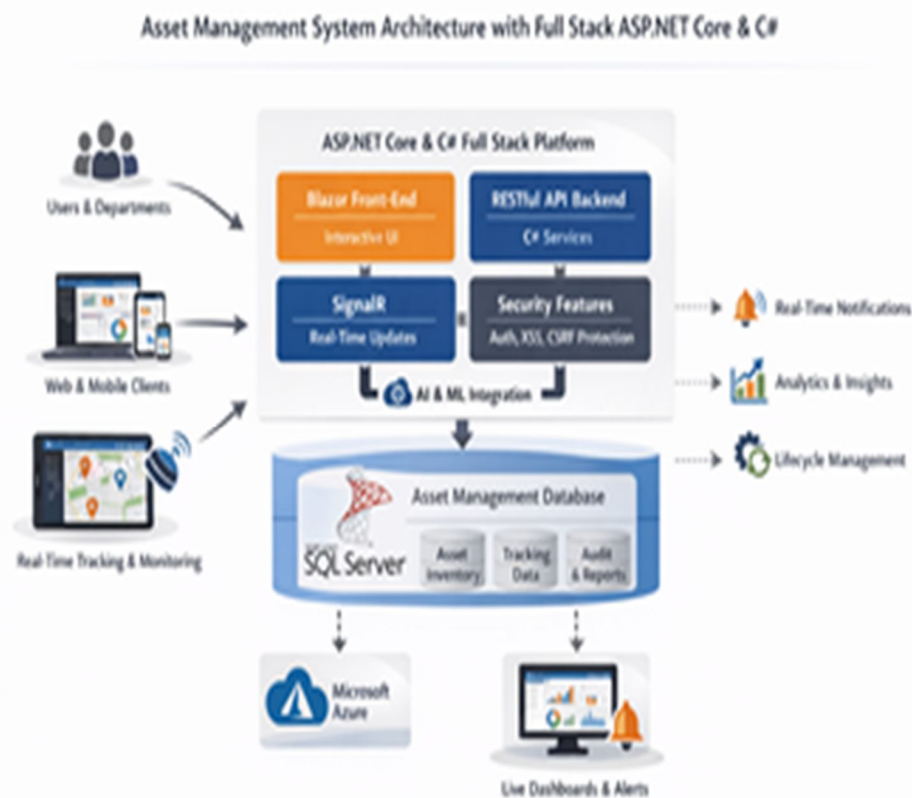 Asset Management System Architecture with Full Stack ASP.NET Core & C#
ASP.NET Core & C# Full Stack Platform
Users & Departments
Blazor Front-End
Interactive UI
RESTful API Backend
C# Services
Web & Mobile Clients
SignalR
Real-Time Updates
Security Features
Auth, XSS, CSRF Protection
AI & ML Integration
Real-Time Tracking & Monitoring
Real-Time Notifications
Analytics & Insights
Lifecycle Management
Asset Management Database
SQL Server
Asset
Inventory
Tracking
Data
Audit
& Reports
Microsoft
Azure
Live Dashboards & Alerts